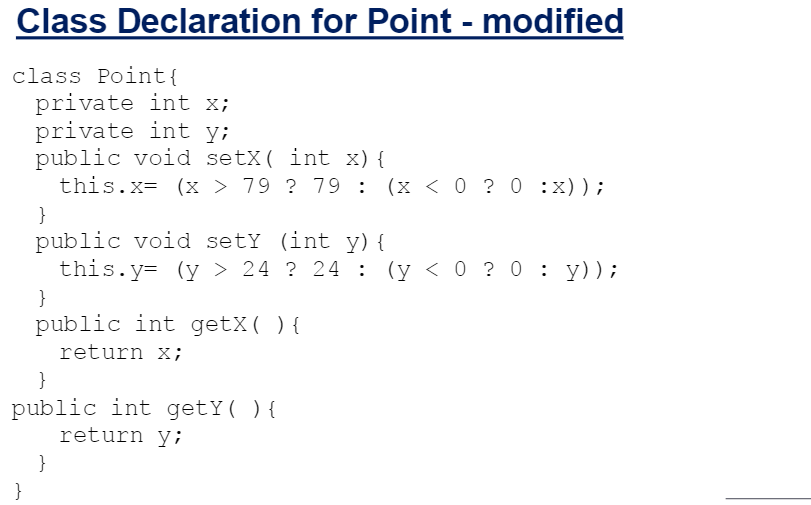 Class Declaration for Point - modified
class Point{
  private int x;
  private int y;
  public void setX( int x){
    this.x= (x > 79 ? 79 : (x < 0 ? 0 :x));
  }
  public void setY (int y){
    this.y= (y > 24 ? 24 : (y < 0 ? 0 : y));
  }
  public int getX( ){
    return x;
  }
public int getY( ){
    return y;
  }
}